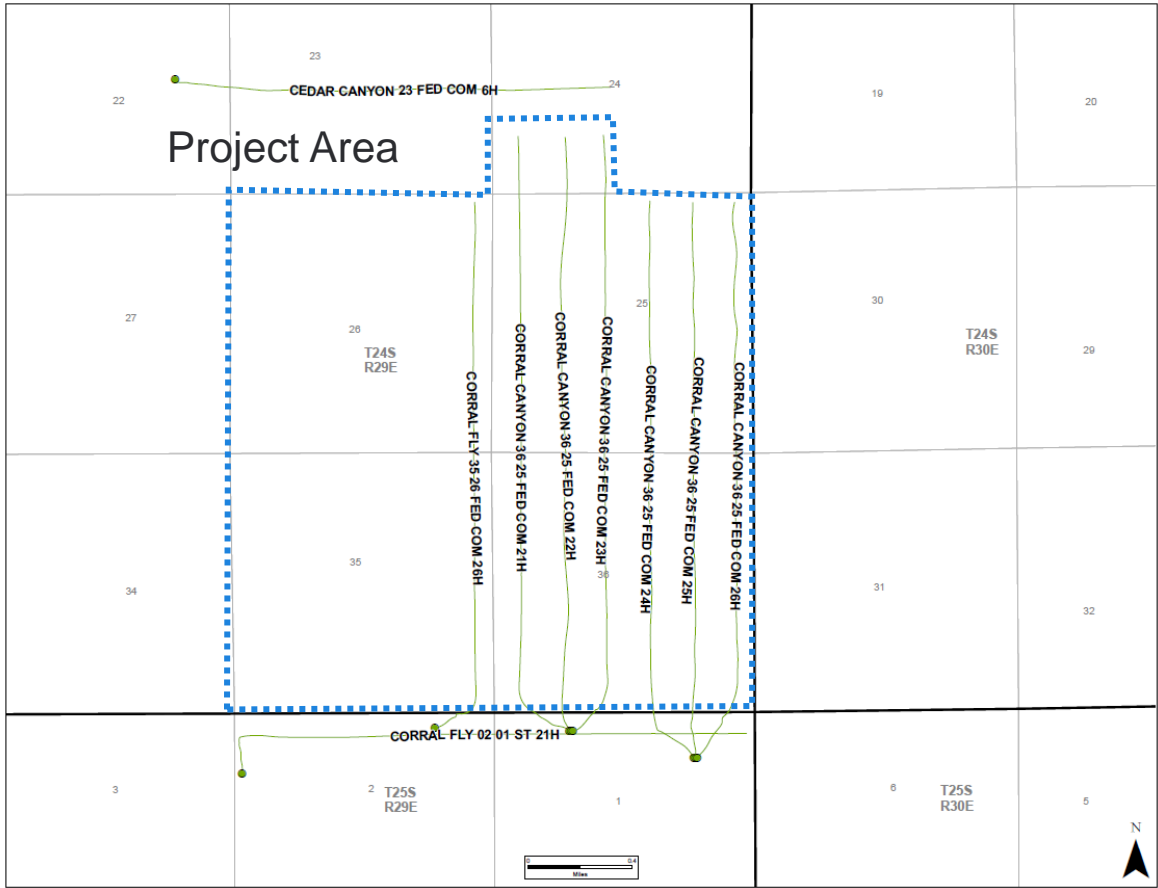 23
24
CEDAR CANYON 23 FED COM 6H
22
19
20
Project Area
27
26
T24S
R29E
25
30
T24S
R30E
29
CORRAL FLY 35 26 FED COM 26H
CORRAL CANYON 36 25 FED COM 21H
CORRAL CANYON 36 25 FED COM 22H
CORRAL CANYON 36 25 FED COM 23H
CORRAL CANYON 36 25 FED COM 24H
CORRAL CANYON 36 25 FED COM 25H
CORRAL CANYON 36 25 FED COM 26H
34
35
36
31
32
CORRAL FLY 02 01 ST 21H
3
2
T25S
R29E
1
6
T25S
R30E
5
N
0 0.4
Miles